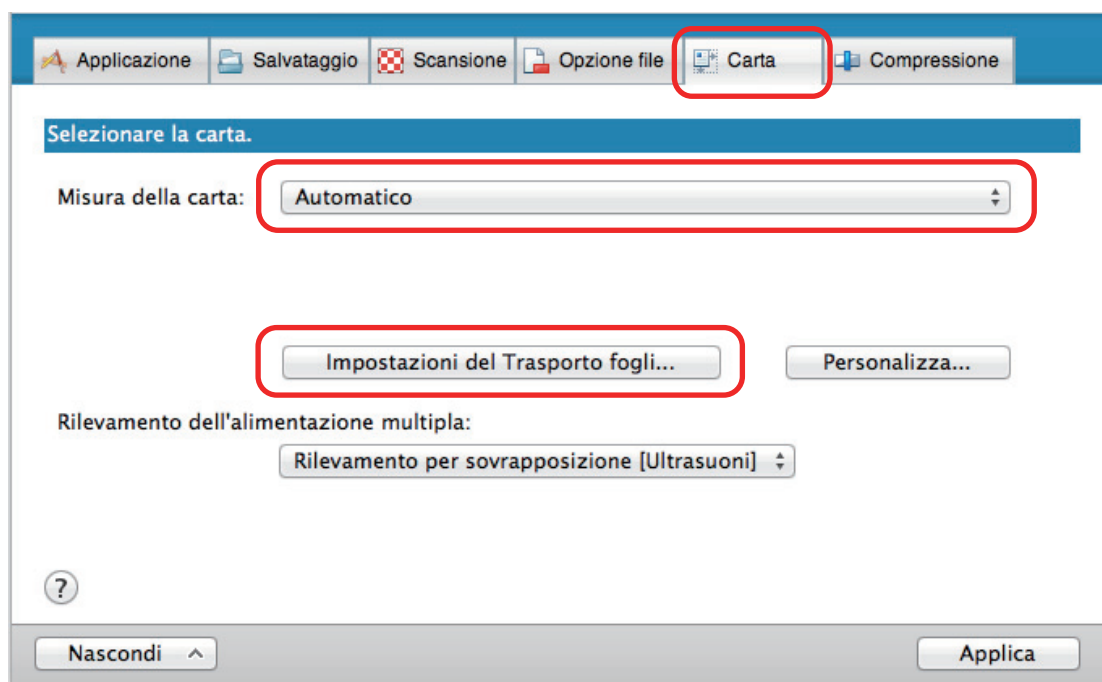 Applicazione Salvataggio Scansione Opzione file Carta Compressione
Selezionare la carta.
Misura della carta: Automatico
Impostazioni del Trasporto fogli... Personalizza...
Rilevamento dell'alimentazione multipla:
Rilevamento per sovrapposizione [Ultrasuoni]
?
Nascondi Applica